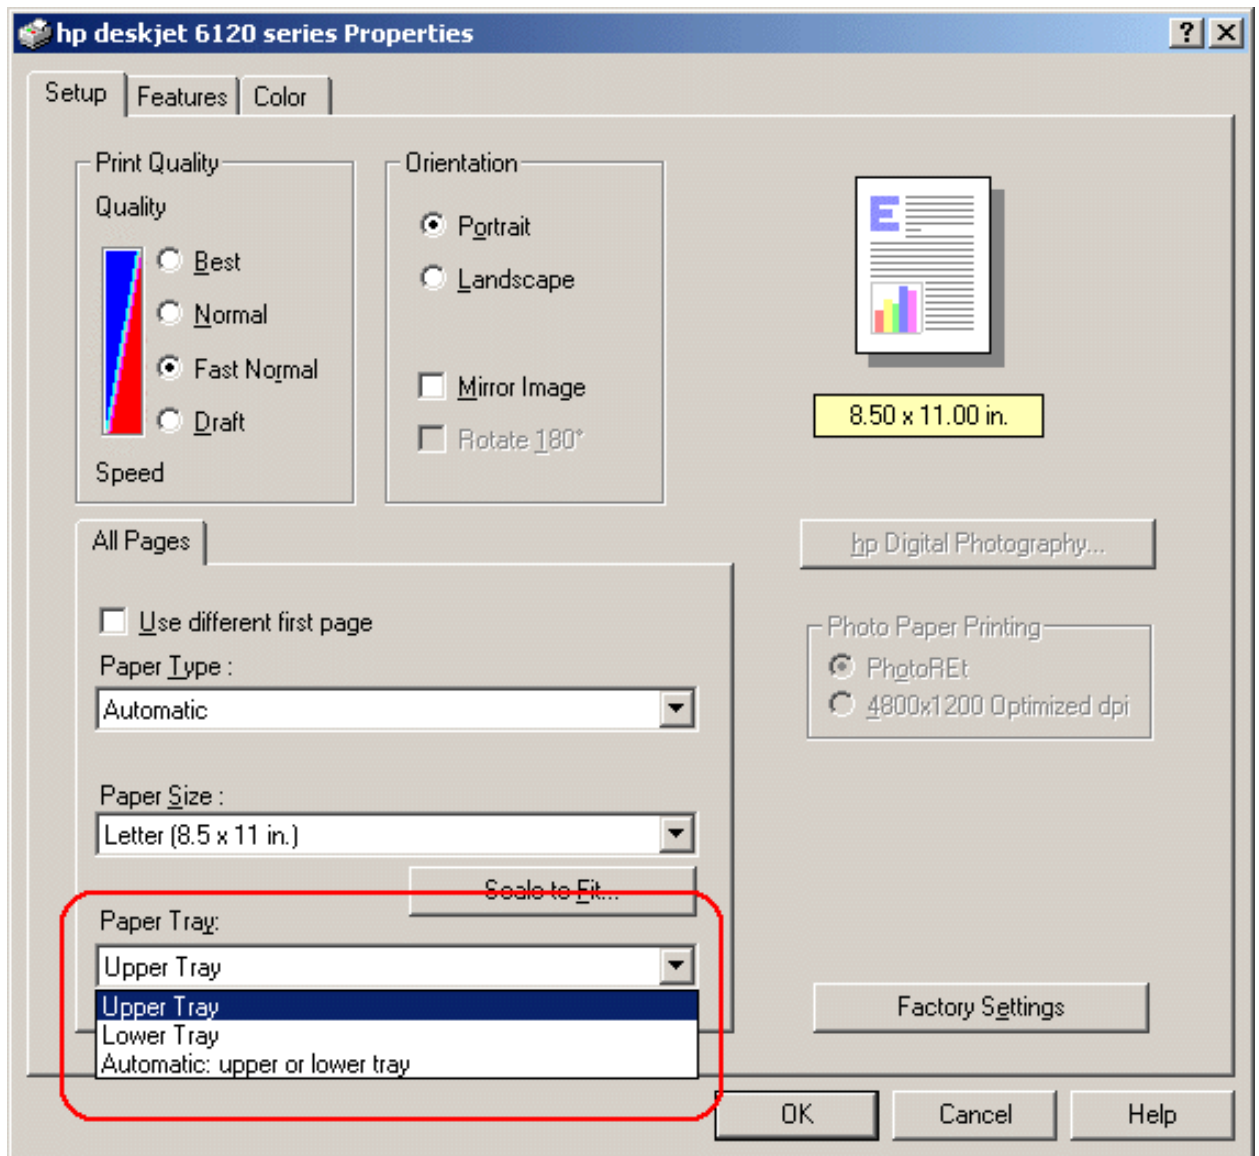 hp deskjet 6120 series Properties
Setup
Features
Color
Print Quality
Quality
Best
Normal
Fast Normal
Draft
Speed
Orientation
Portrait
Landscape
Mirror Image
Rotate 180°
E
8.50 x 11.00 in.
All Pages
Use different first page
Paper Type :
Automatic
Paper Size :
Letter (8.5 x 11 in.)
Scale to Fit...
Paper Tray:
Upper Tray
Upper Tray
Lower Tray
Automatic: upper or lower tray
hp Digital Photography...
Photo Paper Printing
PhotoREt
4800x1200 Optimized dpi
Factory Settings
OK
Cancel
Help